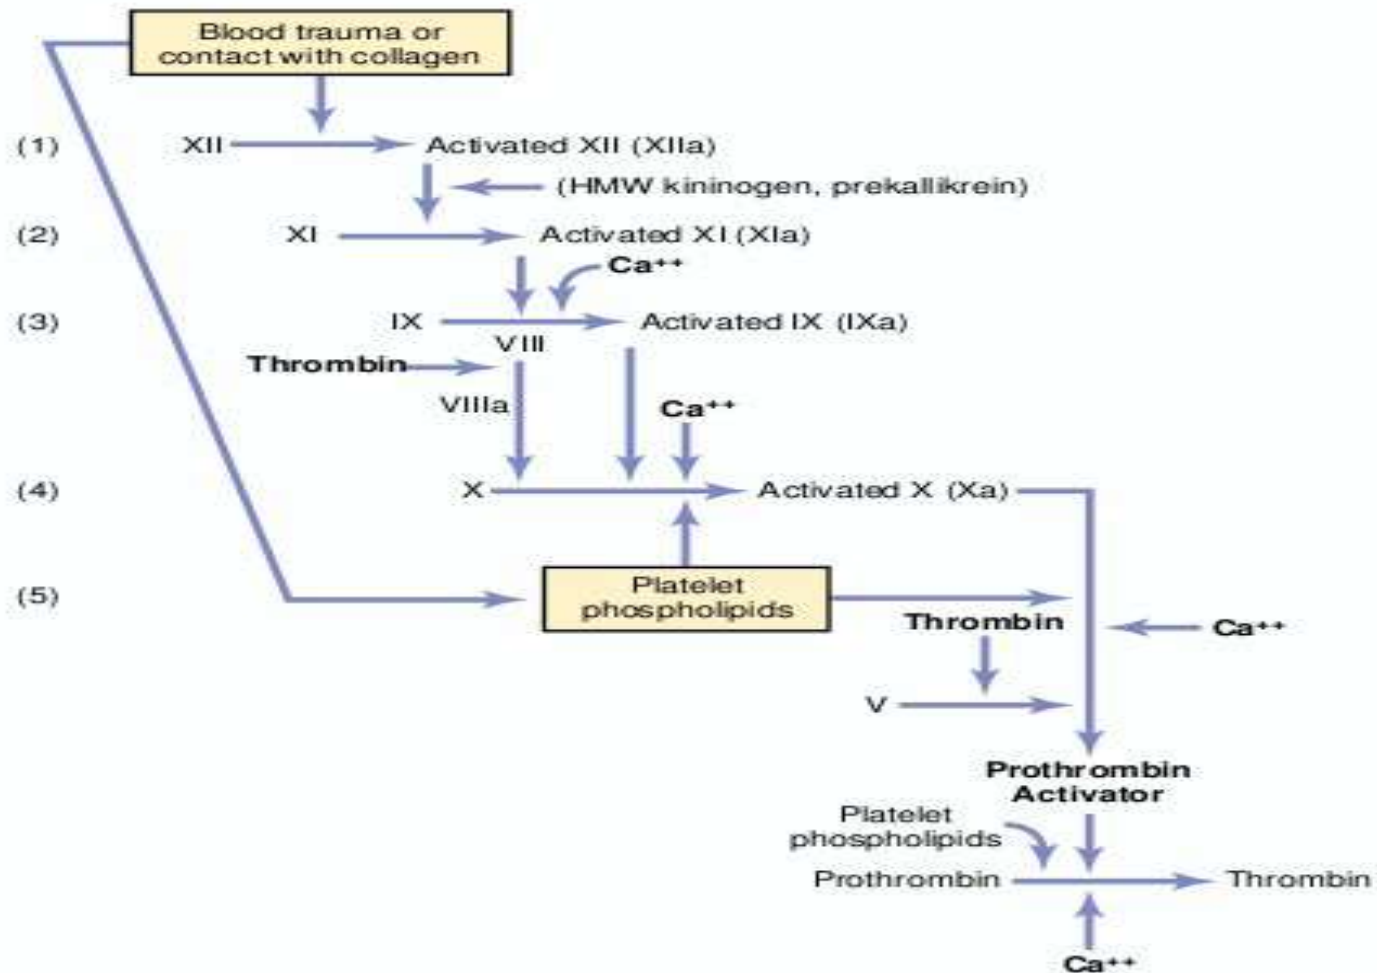 Blood trauma or
contact with collagen
(1) XII Activated XII (XIIa)
(HMW kininogen, prekallikrein)
(2) XI Activated XI (XIa)
Ca++
(3) IX Activated IX (IXa)
VIII
Thrombin
VIIIa Ca++
(4) X Activated X (Xa)
(5) Platelet
phospholipids
Thrombin Ca++
V
Prothrombin
Activator
Platelet
phospholipids
Prothrombin Thrombin
Ca++